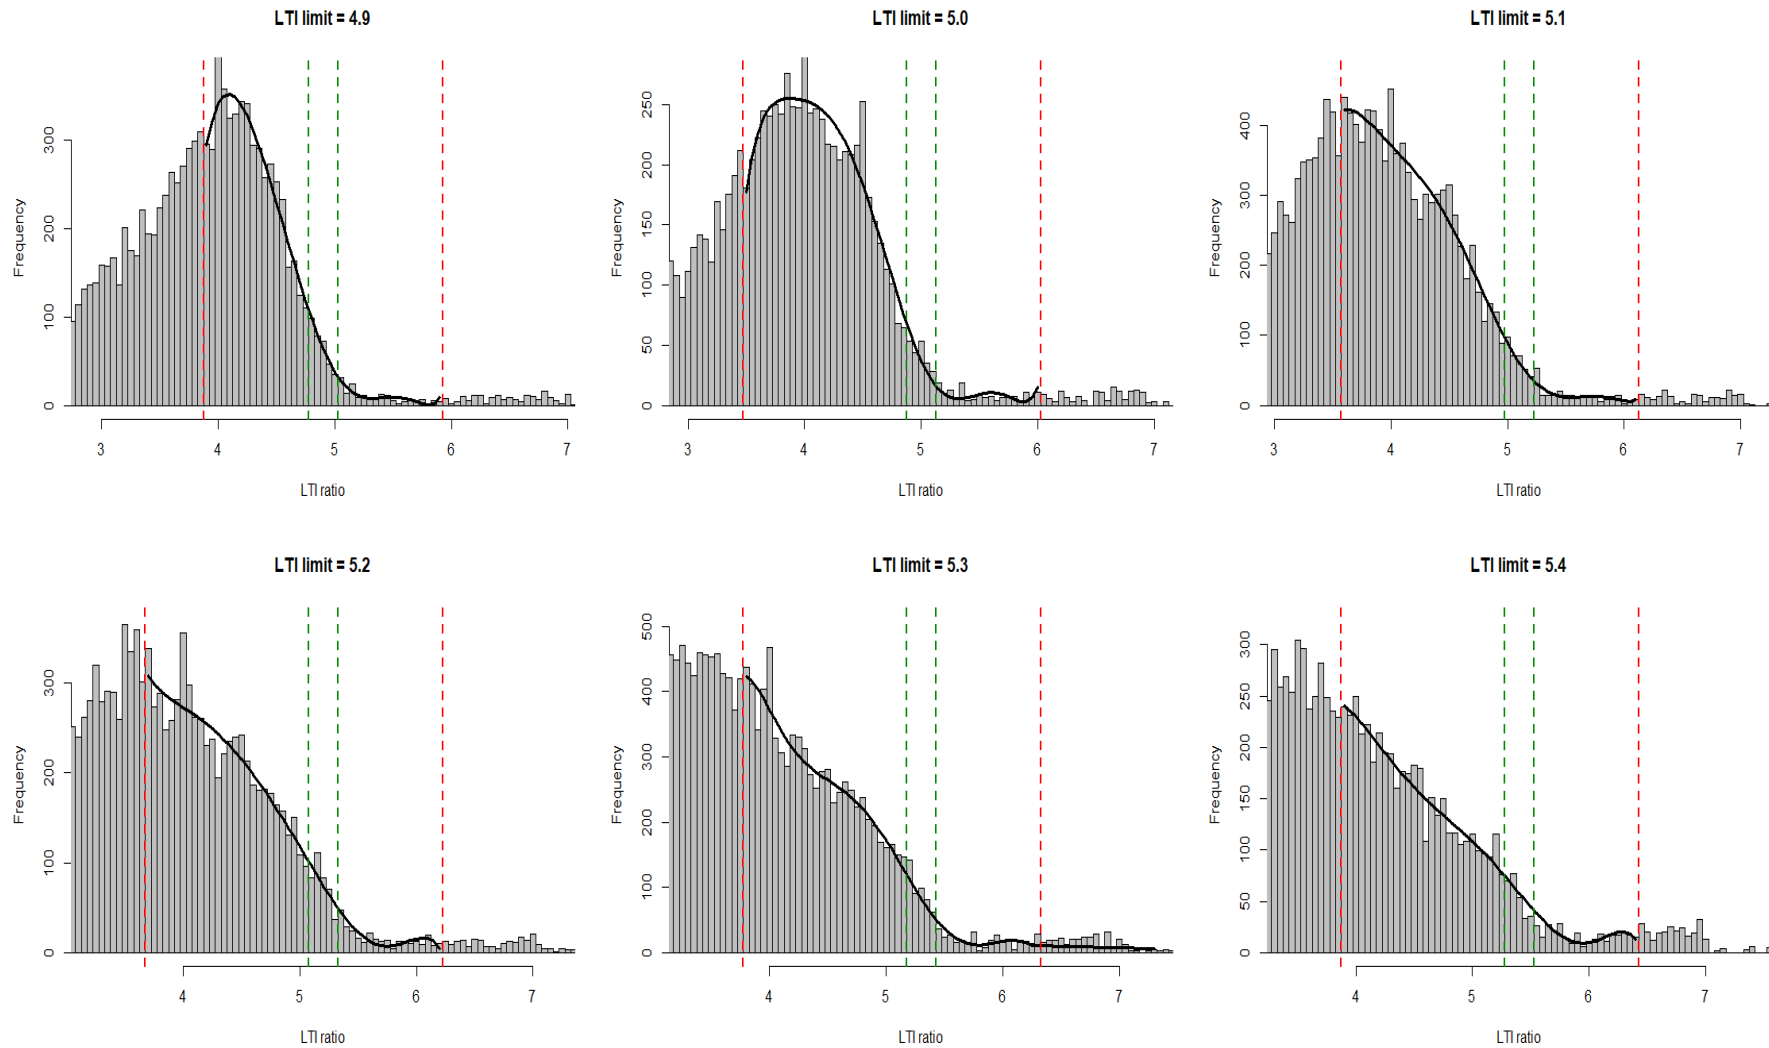 LTI limit = 4.9
Frequency
0 100 200 300
3 4 5 6 7
LTI ratio
LTI limit = 5.0
Frequency
0 50 100 150 200 250
3 4 5 6 7
LTI ratio
LTI limit = 5.1
Frequency
0 100 200 300 400
3 4 5 6 7
LTI ratio
LTI limit = 5.2
Frequency
0 100 200 300
4 5 6 7
LTI ratio
LTI limit = 5.3
Frequency
0 100 200 300 400 500
4 5 6 7
LTI ratio
LTI limit = 5.4
Frequency
0 50 100 150 200 250 300
4 5 6 7
LTI ratio